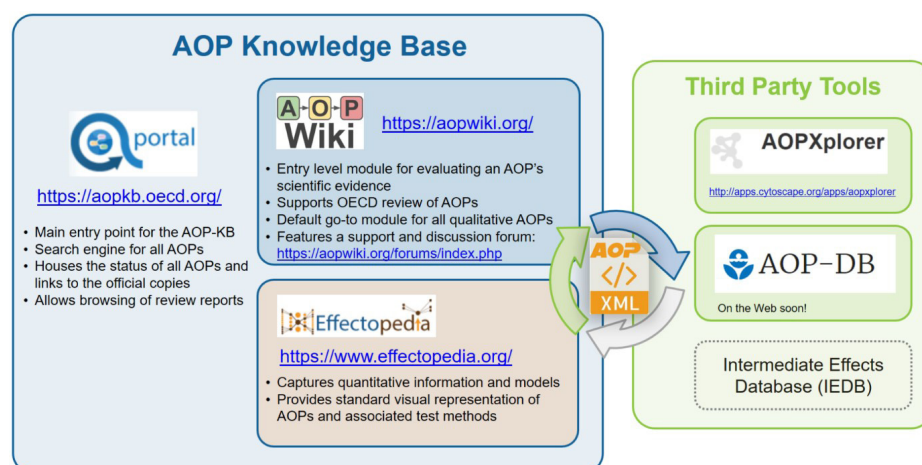 AOP Knowledge Base
portal
https://aopkb.oecd.org/
• Main entry point for the AOP-KB
• Search engine for all AOPs
• Houses the status of all AOPs and
links to the official copies
• Allows browsing of review reports
A-O-P
Wiki
https://aopwiki.org/
• Entry level module for evaluating an AOP's
scientific evidence
• Supports OECD review of AOPs
• Default go-to module for all qualitative AOPs
• Features a support and discussion forum:
https://aopwiki.org/forums/index.php
Effectopedia
https://www.effectopedia.org/
• Captures quantitative information and models
• Provides standard visual representation of
AOPs and associated test methods
AOP
</>
XML
Third Party Tools
AOPXplorer
http://apps.cytoscape.org/apps/aopxplorer
AOP-DB
On the Web soon!
Intermediate Effects
Database (IEDB)